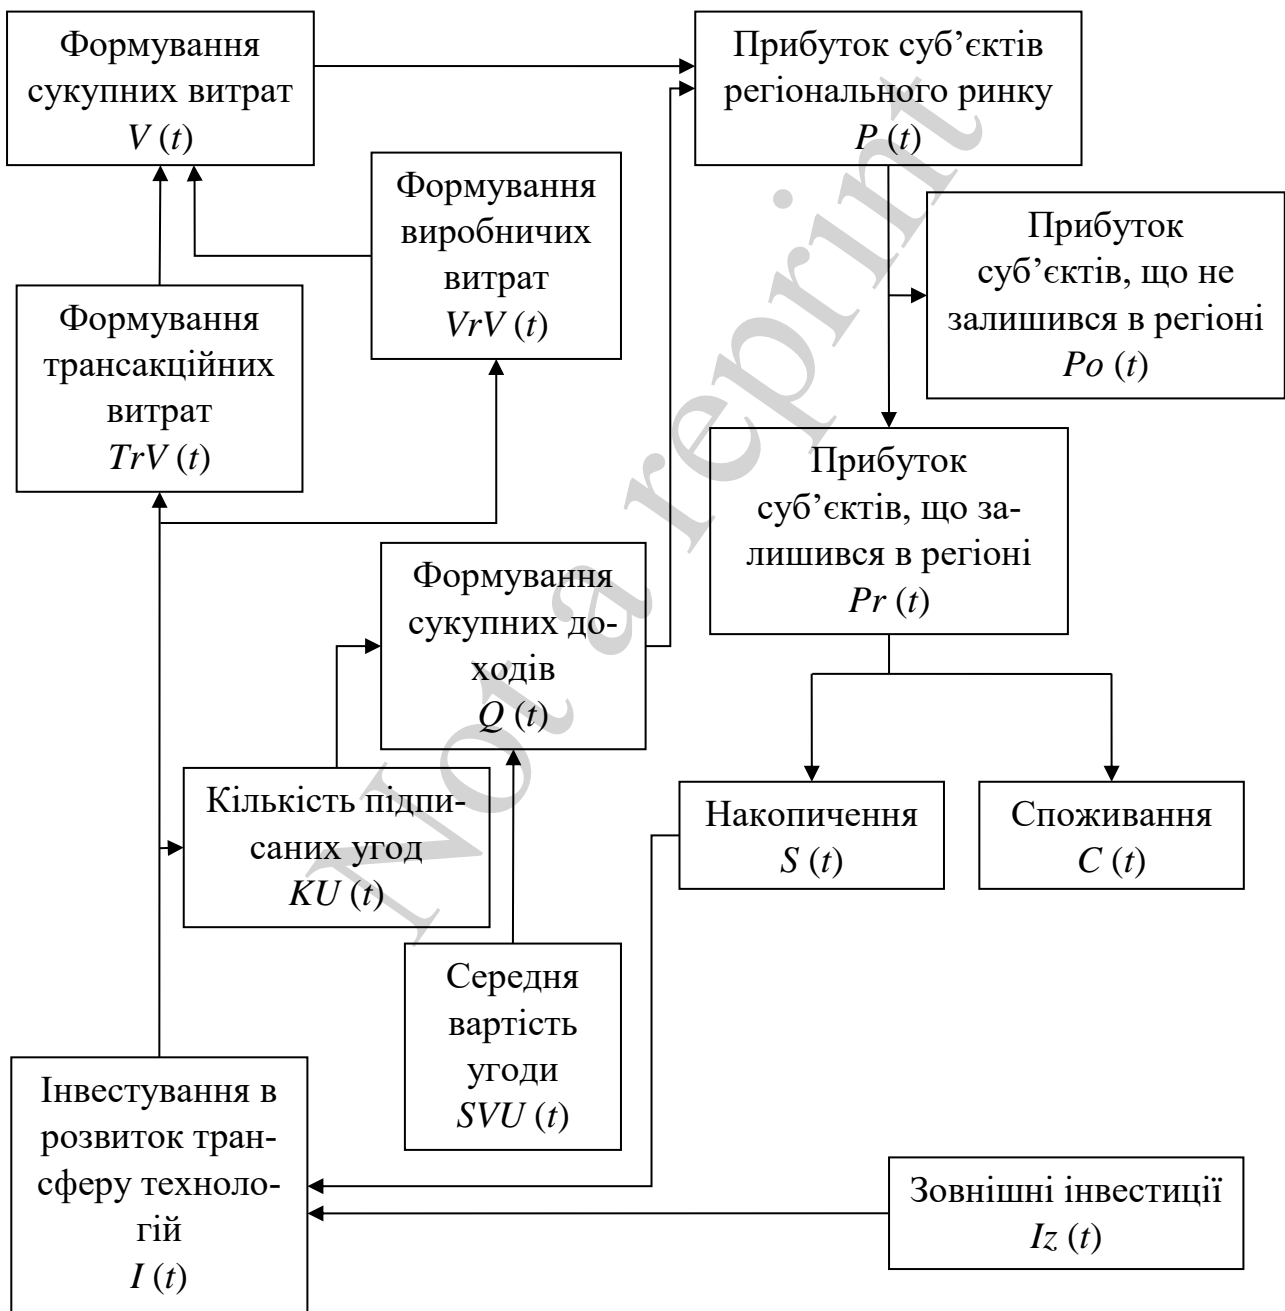 Формування
сукупних витрат
V (t)
Прибуток суб’єктів
регіонального ринку
P (t)
Формування
виробничих
витрат
VrV (t)
Прибуток
суб’єктів, що не
залишився в регіоні
Po (t)
Формування
трансакційних
витрат
TrV (t)
Прибуток
суб’єктів, що за-
лишився в регіоні
Pr (t)
Формування
сукупних до-
ходів
Q (t)
Кількість підпи-
саних угод
KU (t)
Накопичення
S (t)
Споживання
C (t)
Середня
вартість
угоди
SVU (t)
Інвестування в
розвиток тран-
сферу техноло-
гій
I (t)
Зовнішні інвестиції
Iz (t)
Not a reprint